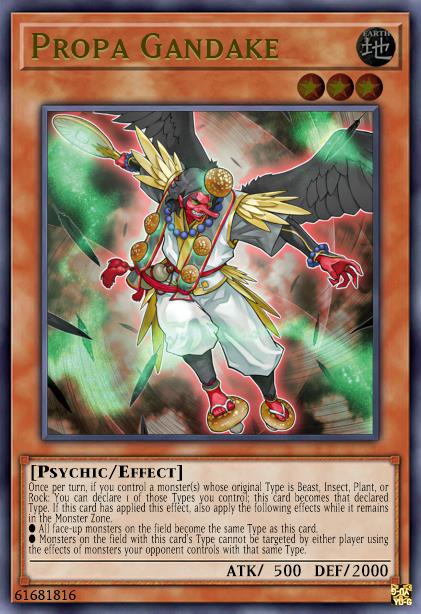 PROPA GANDAKE
EARTH
地
[PSYCHIC/EFFECT]
Once per turn, if you control a monster(s) whose original Type is Beast, Insect, Plant, or
Rock: You can declare 1 of those Types you control; this card becomes that declared
Type. If this card has applied this effect, also apply the following effects while it remains
in the Monster Zone.
● All face-up monsters on the field become the same Type as this card.
● Monsters on the field with this card's Type cannot be targeted by either player using
the effects of monsters your opponent controls with that same Type.
ATK/ 500 DEF/2000
61681816